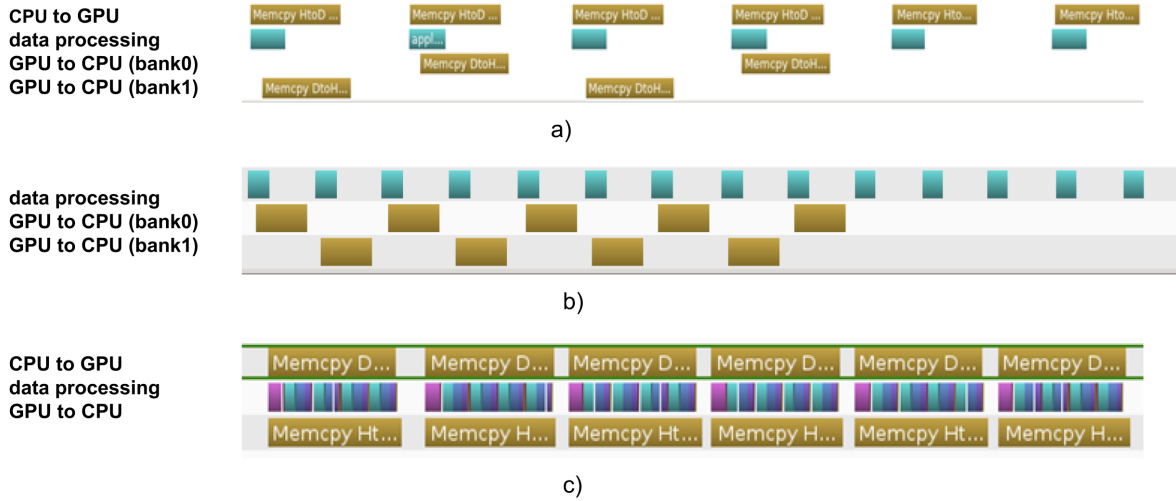 CPU to GPU
data processing
GPU to CPU (bank0)
GPU to CPU (bank1)
Memcpy HtoD ... Memcpy HtoD ... Memcpy HtoD ... Memcpy HtoD ... Memcpy Hto... Memcpy Hto...
appl...
Memcpy DtoH... Memcpy DtoH...
Memcpy DtoH... Memcpy DtoH...
a)
data processing
GPU to CPU (bank0)
GPU to CPU (bank1)
b)
CPU to GPU
data processing
GPU to CPU
Memcpy D... Memcpy D... Memcpy D... Memcpy D... Memcpy D... Memcpy D...
Memcpy Ht... Memcpy H... Memcpy Ht... Memcpy H... Memcpy Ht... Memcpy H...
c)